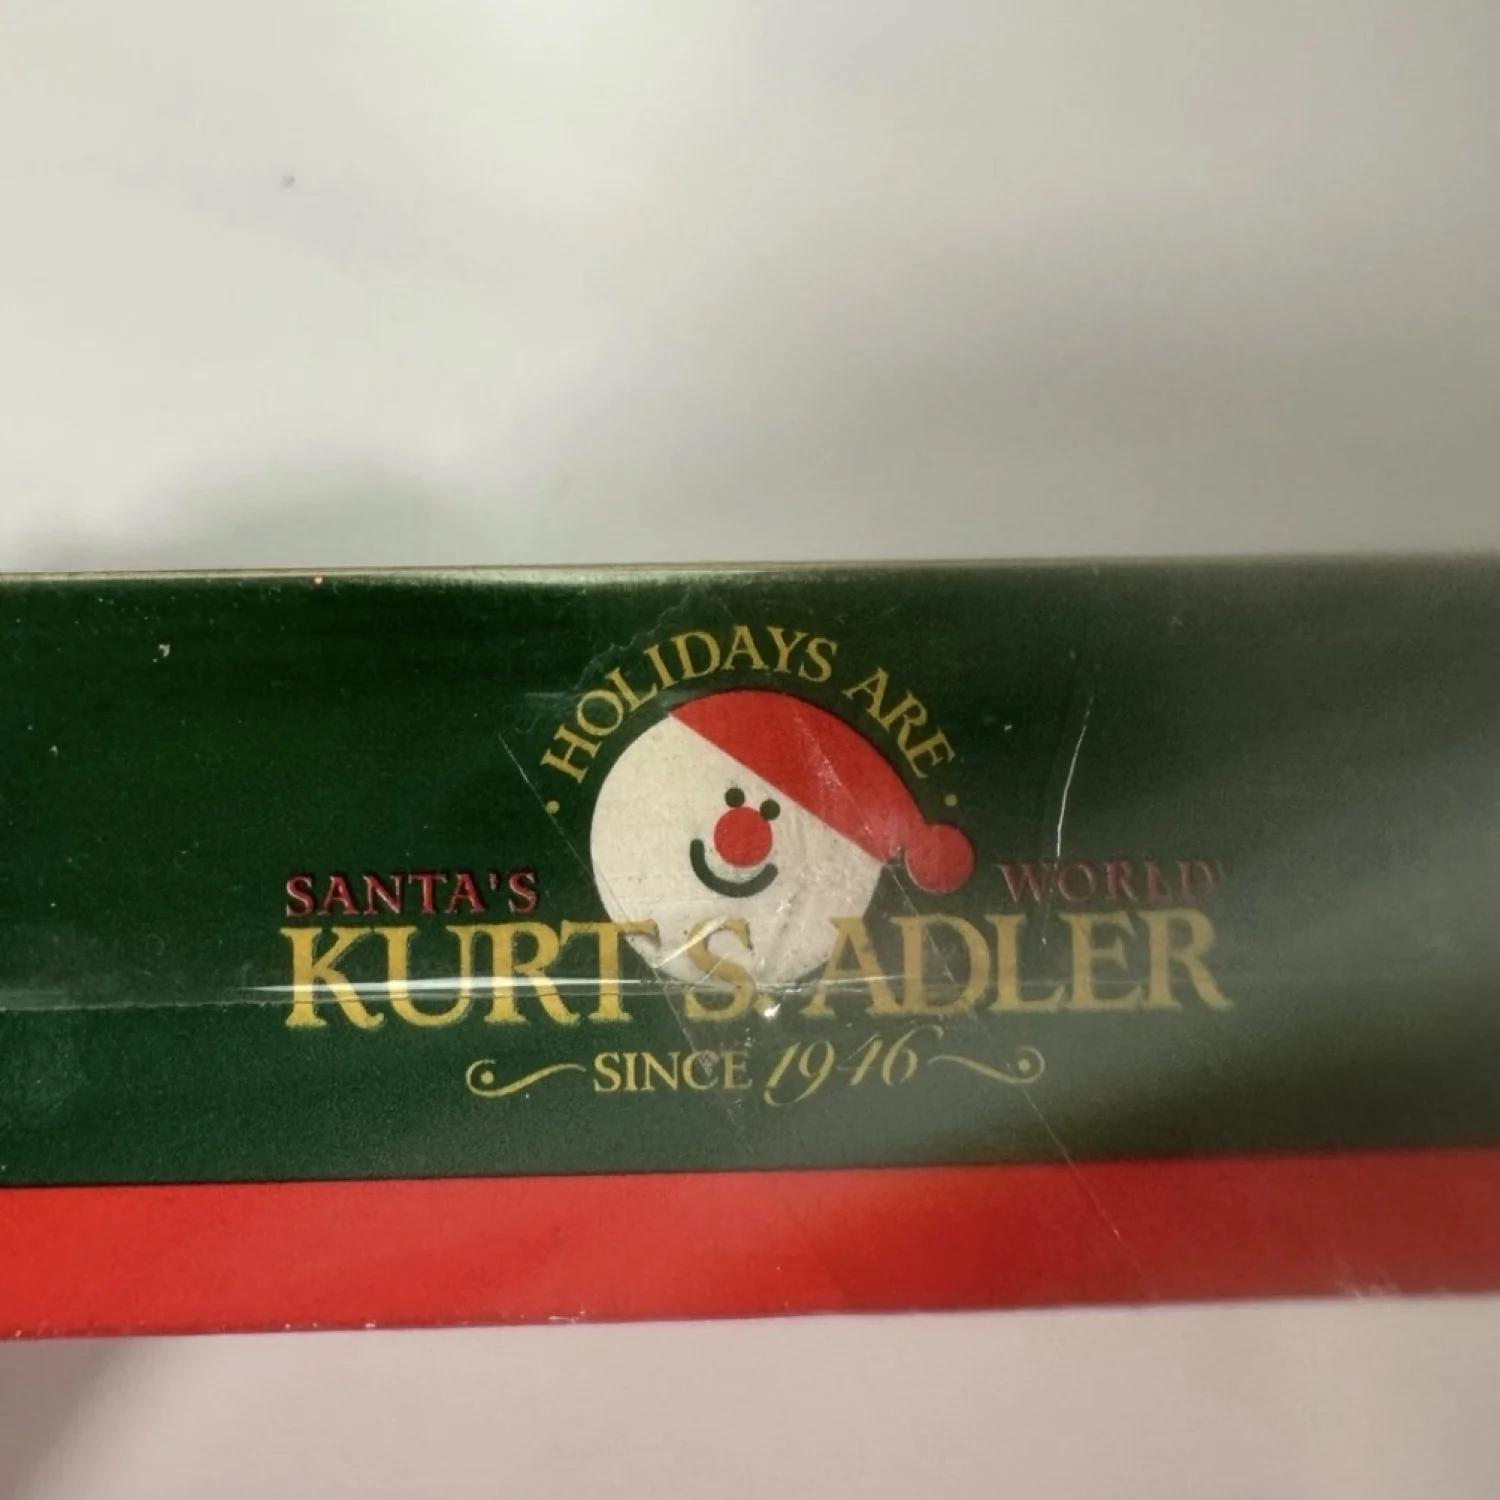 · HOLIDAYS ARE ·
SANTA'S WORLD
KURT S. ADLER
SINCE 1946